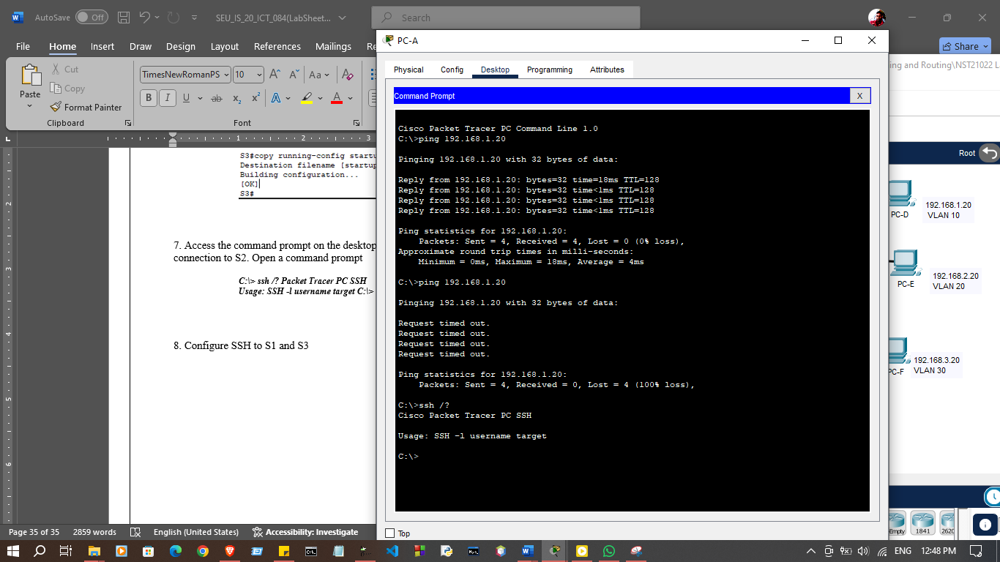 AutoSave
Off
SEU_IS_20_ICT_084(LabSheet...
Search
File
Home
Insert
Draw
Design
Layout
References
Mailings
Re
Share
Paste
Cut
Copy
Format Painter
Clipboard
TimesNewRomanPS
10
Font
1
2
3
S3#copy running-config startu
Destination filename [startup
Building configuration...
[OK]
S3#
7. Access the command prompt on the desktop
connection to S2. Open a command prompt
C:\> ssh /? Packet Tracer PC SSH
Usage: SSH -l username target C:\>
8. Configure SSH to S1 and S3
PC-A
Physical
Config
Desktop
Programming
Attributes
Command Prompt
X
Cisco Packet Tracer PC Command Line 1.0
C:\>ping 192.168.1.20
Pinging 192.168.1.20 with 32 bytes of data:
Reply from 192.168.1.20: bytes=32 time=18ms TTL=128
Reply from 192.168.1.20: bytes=32 time<1ms TTL=128
Reply from 192.168.1.20: bytes=32 time<1ms TTL=128
Reply from 192.168.1.20: bytes=32 time<1ms TTL=128
Ping statistics for 192.168.1.20:
Packets: Sent = 4, Received = 4, Lost = 0 (0% loss),
Approximate round trip times in milli-seconds:
Minimum = 0ms, Maximum = 18ms, Average = 4ms
C:\>ping 192.168.1.20
Pinging 192.168.1.20 with 32 bytes of data:
Request timed out.
Request timed out.
Request timed out.
Request timed out.
Ping statistics for 192.168.1.20:
Packets: Sent = 4, Received = 0, Lost = 4 (100% loss),
C:\>ssh /?
Cisco Packet Tracer PC SSH
Usage: SSH -l username target
C:\>
Top
ing and Routing\NST21022 L
Root
PC-D
192.168.1.20
VLAN 10
PC-E
192.168.2.20
VLAN 20
PC-F
192.168.3.20
VLAN 30
Empty
1841
2620
Page 35 of 35
2859 words
English (United States)
Accessibility: Investigate
ENG
12:48 PM